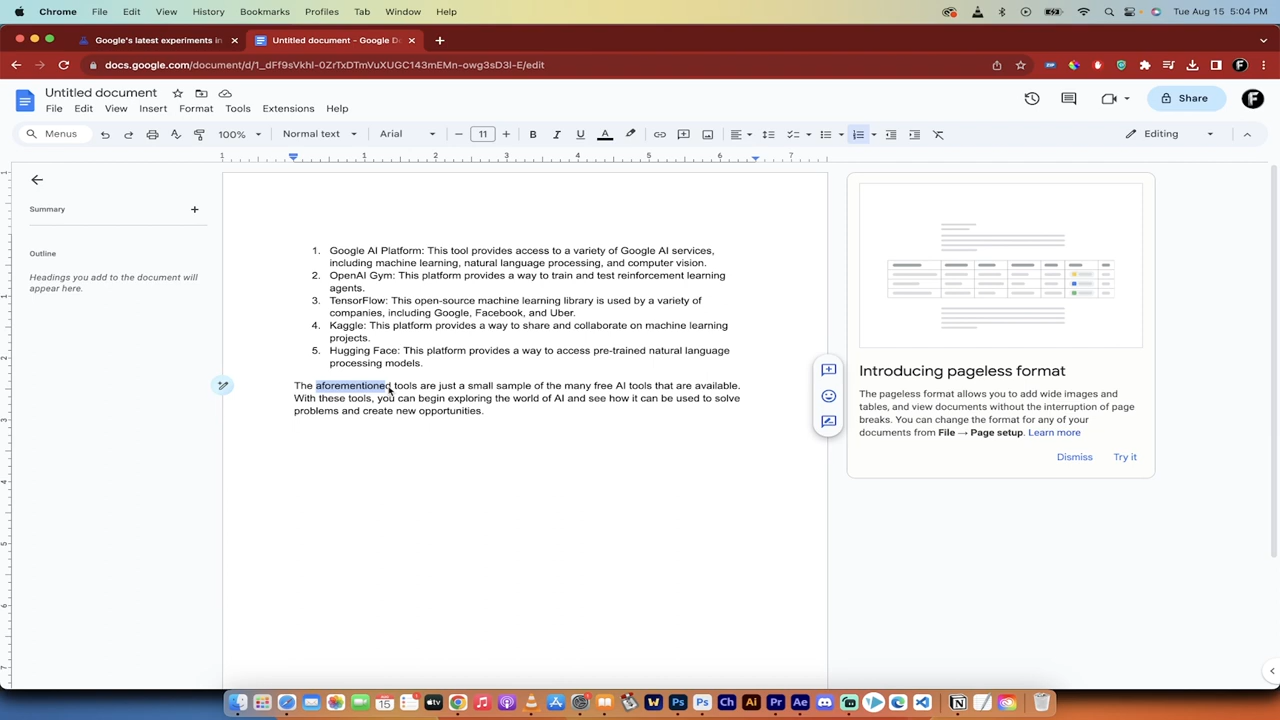 Chrome File Edit View History Bookmarks Profiles Tab Window Help Tue Aug 15 5:04 PM
Google's latest experiments in Untitled document - Google Do
docs.google.com/document/d/1_dFf9sVkhI-0ZrTxDTmVuXUGC143mEMn-owg3sD3I-E/edit
Untitled document
File Edit View Insert Format Tools Extensions Help
Share
Menus 100% Normal text Arial 11 Editing
1 1 2 3 4 5 6 7
Summary
Outline
Headings you add to the document will
appear here.
1. Google AI Platform: This tool provides access to a variety of Google AI services,
including machine learning, natural language processing, and computer vision.
2. OpenAI Gym: This platform provides a way to train and test reinforcement learning
agents.
3. TensorFlow: This open-source machine learning library is used by a variety of
companies, including Google, Facebook, and Uber.
4. Kaggle: This platform provides a way to share and collaborate on machine learning
projects.
5. Hugging Face: This platform provides a way to access pre-trained natural language
processing models.
The aforementioned tools are just a small sample of the many free AI tools that are available.
With these tools, you can begin exploring the world of AI and see how it can be used to solve
problems and create new opportunities.
Introducing pageless format
The pageless format allows you to add wide images and
tables, and view documents without the interruption of page
breaks. You can change the format for any of your
documents from File → Page setup. Learn more
Dismiss Try it